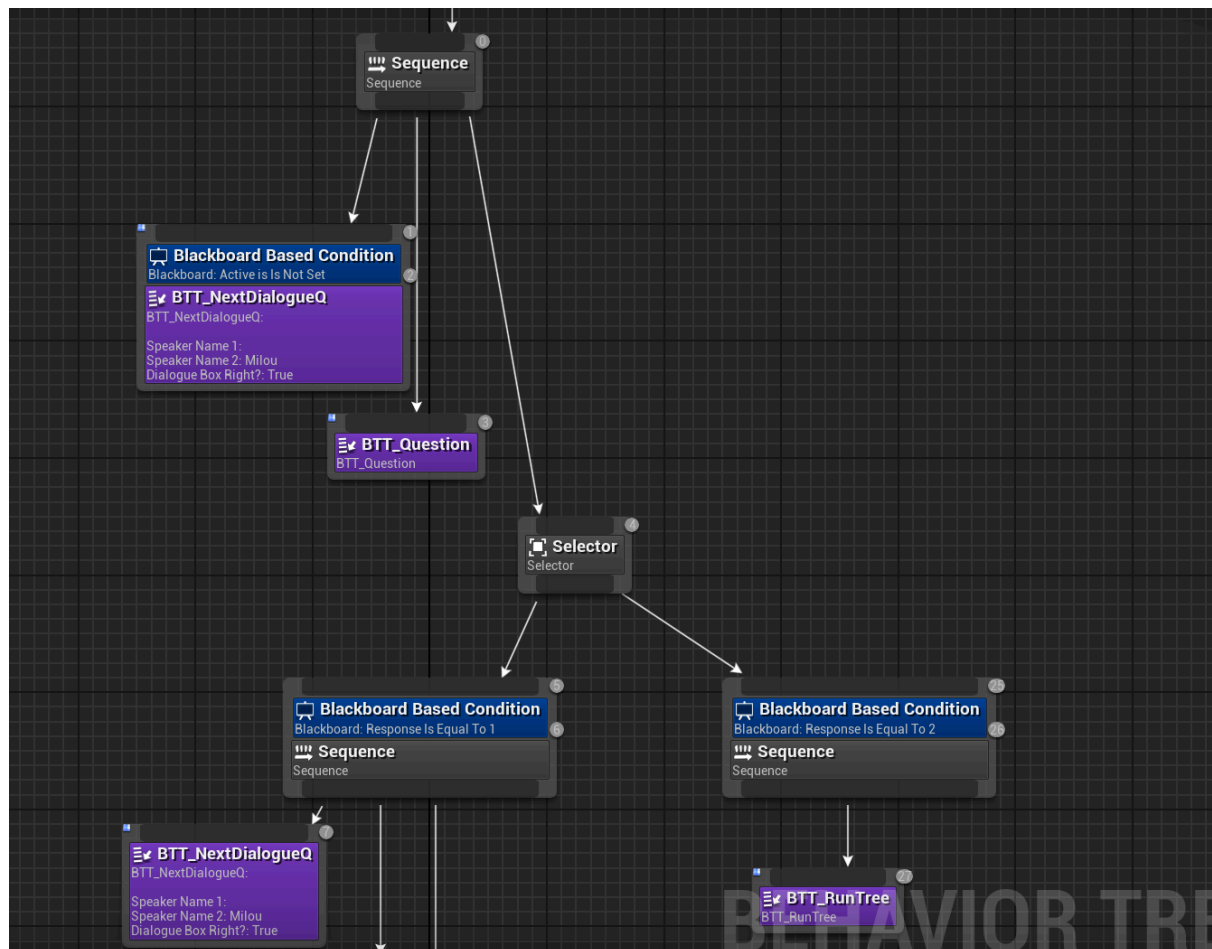 0
Sequence
Sequence
1
Blackboard Based Condition
Blackboard: Active is Is Not Set
2
BTT_NextDialogueQ
BTT_NextDialogueQ:
Speaker Name 1:
Speaker Name 2: Milou
Dialogue Box Right?: True
3
BTT_Question
BTT_Question
4
Selector
Selector
5
Blackboard Based Condition
Blackboard: Response Is Equal To 1
6
Sequence
Sequence
25
Blackboard Based Condition
Blackboard: Response Is Equal To 2
26
Sequence
Sequence
7
BTT_NextDialogueQ
BTT_NextDialogueQ:
Speaker Name 1:
Speaker Name 2: Milou
Dialogue Box Right?: True
27
BTT_RunTree
BTT_RunTree
BEHAVIOR TRE